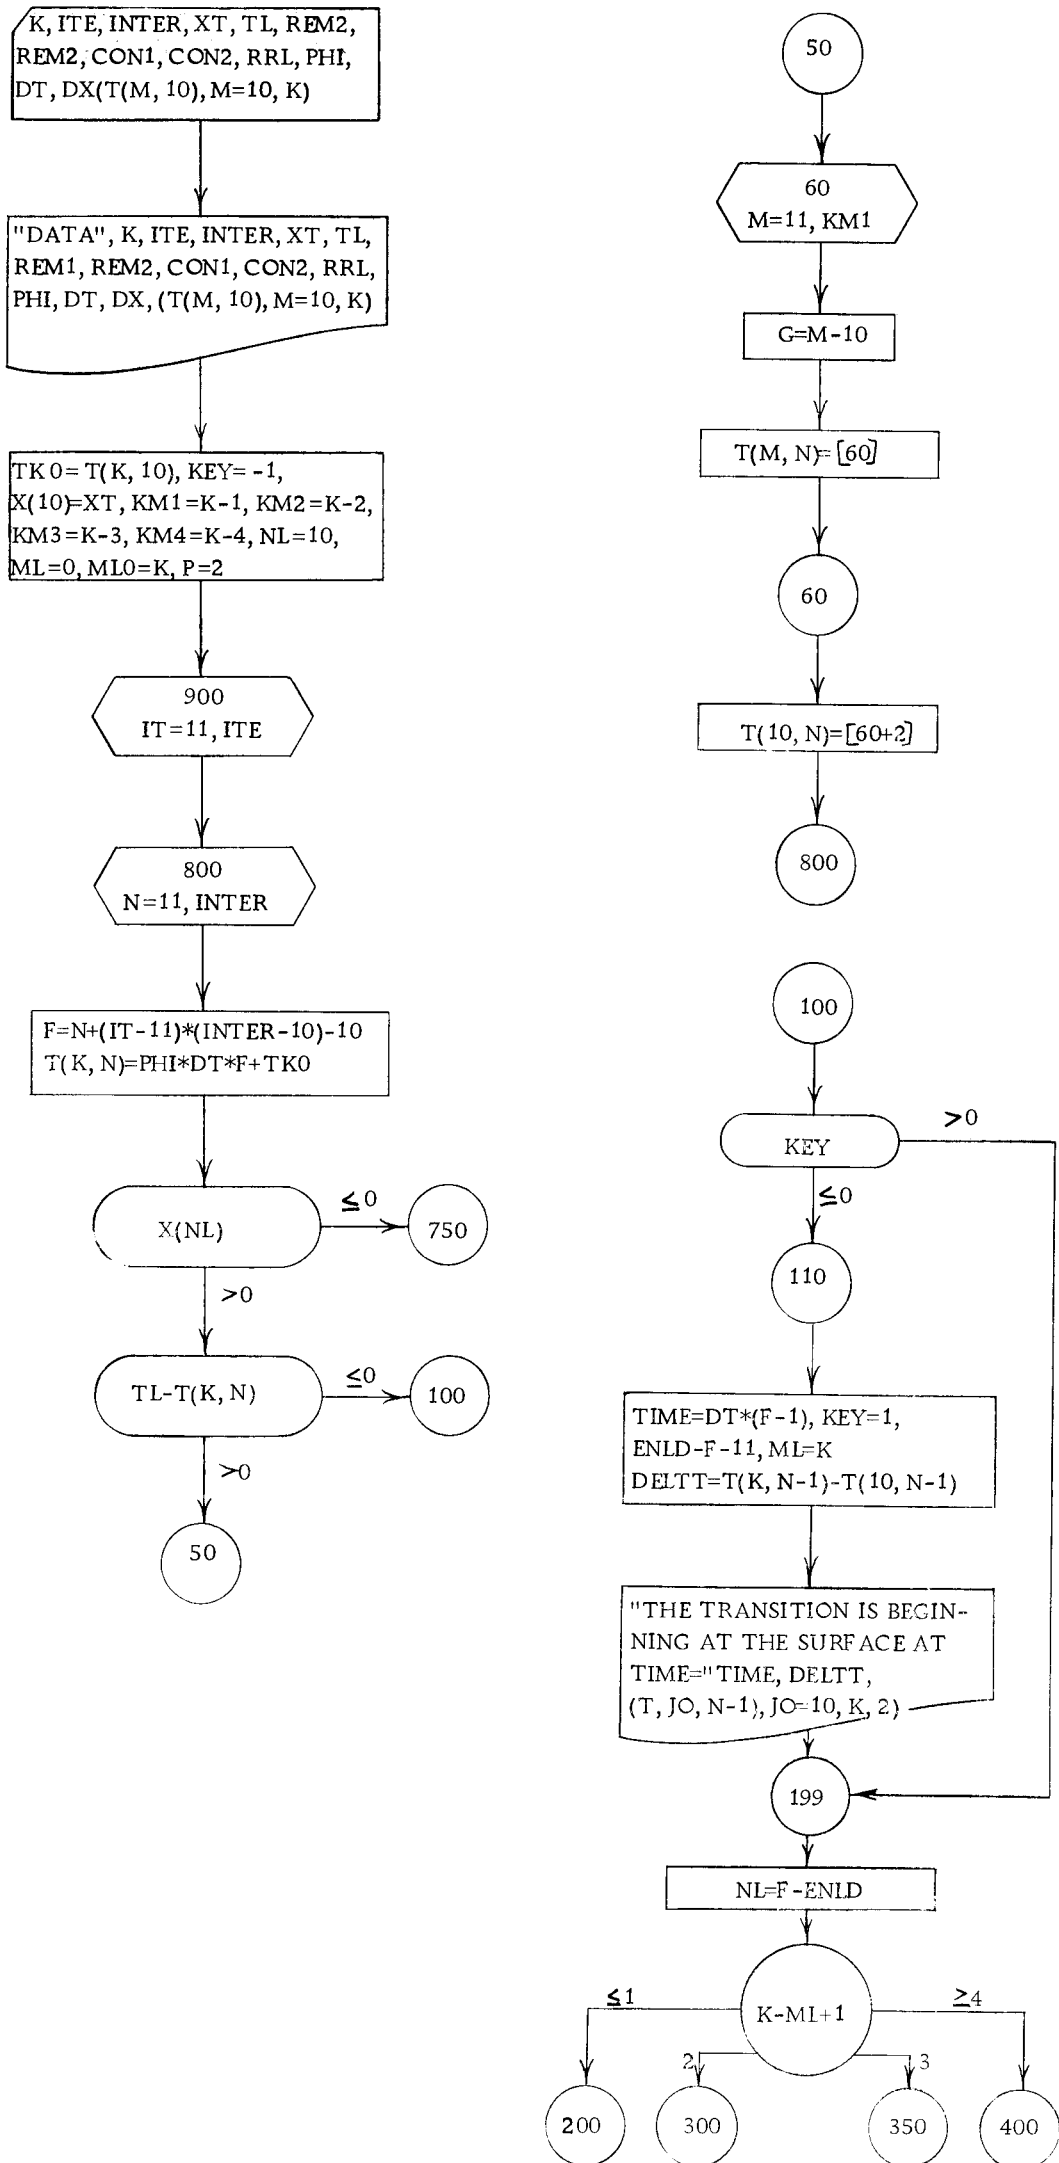 K, ITE, INTER, XT, TL, REM2,
REM2, CON1, CON2, RRL, PHI,
DT, DX(T(M, 10), M=10, K)
"DATA", K, ITE, INTER, XT, TL,
REM1, REM2, CON1, CON2, RRL,
PHI, DT, DX, (T(M, 10), M=10, K)
TK0= T(K, 10), KEY= -1,
X(10)=XT, KM1=K-1, KM2=K-2,
KM3=K-3, KM4=K-4, NL=10,
ML=0, ML0=K, P=2
900
IT=11, ITE
800
N=11, INTER
F=N+(IT-11)*(INTER-10)-10
T(K, N)=PHI*DT*F+TK0
X(NL)
≤0
750
>0
TL-T(K, N)
≤0
100
>0
50
50
60
M=11, KM1
G=M-10
T(M, N)=[60]
60
T(10, N)=[60+2]
800
100
KEY
>0
≤0
110
TIME=DT*(F-1), KEY=1,
ENLD-F-11, ML=K
DELTT=T(K, N-1)-T(10, N-1)
"THE TRANSITION IS BEGIN-
NING AT THE SURFACE AT
TIME="TIME, DELTT,
(T, JO, N-1), JO=10, K, 2)
199
NL=F-ENLD
K-ML+1
≤1
2
3
≥4
200
300
350
400